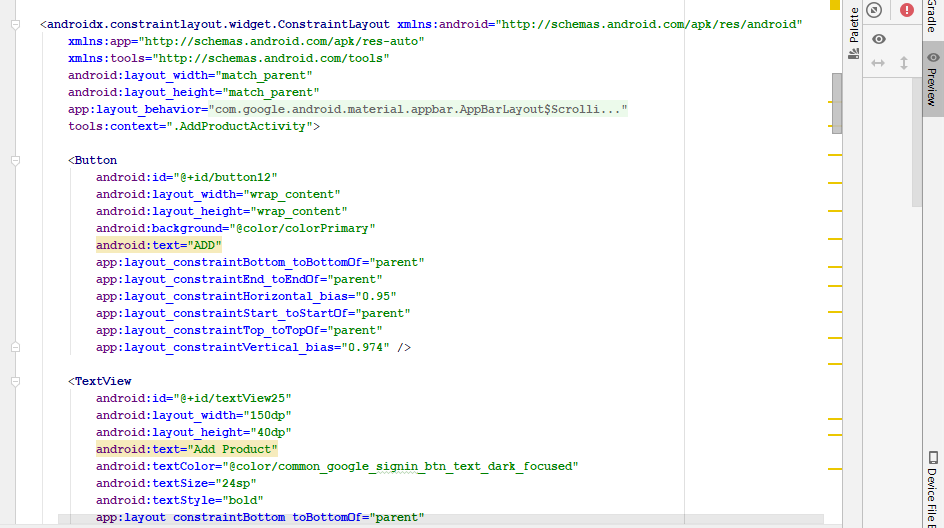 <androidx.constraintlayout.widget.ConstraintLayout xmlns:android="http://schemas.android.com/apk/res/android"
xmlns:app="http://schemas.android.com/apk/res-auto"
xmlns:tools="http://schemas.android.com/tools"
android:layout_width="match_parent"
android:layout_height="match_parent"
app:layout_behavior="com.google.android.material.appbar.AppBarLayout$Scrolli..."
tools:context=".AddProductActivity">
<Button
android:id="@+id/button12"
android:layout_width="wrap_content"
android:layout_height="wrap_content"
android:background="@color/colorPrimary"
android:text="ADD"
app:layout_constraintBottom_toBottomOf="parent"
app:layout_constraintEnd_toEndOf="parent"
app:layout_constraintHorizontal_bias="0.95"
app:layout_constraintStart_toStartOf="parent"
app:layout_constraintTop_toTopOf="parent"
app:layout_constraintVertical_bias="0.974" />
<TextView
android:id="@+id/textView25"
android:layout_width="150dp"
android:layout_height="40dp"
android:text="Add Product"
android:textColor="@color/common_google_signin_btn_text_dark_focused"
android:textSize="24sp"
android:textStyle="bold"
app:layout_constraintBottom_toBottomOf="parent"
Palette
Gradle
Preview
Device File E